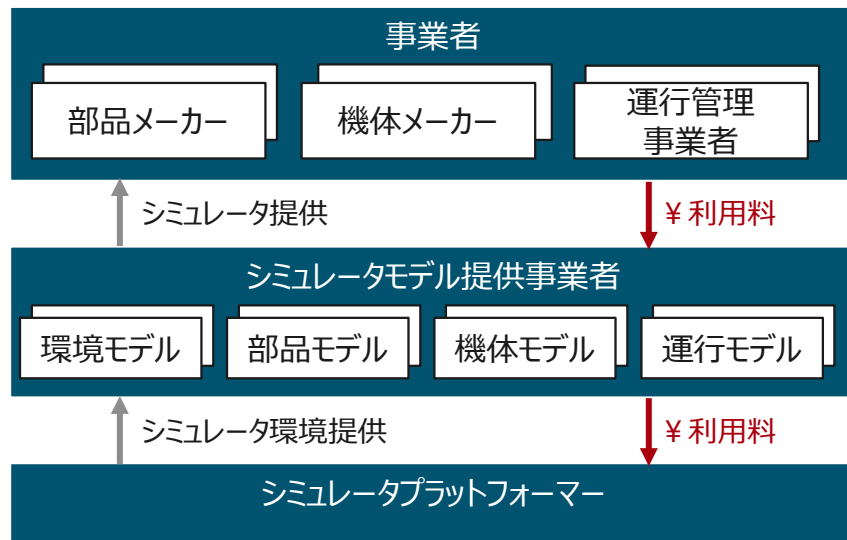 事業者
部品メーカー
機体メーカー
運行管理
事業者
シミュレータ提供
¥ 利用料
シミュレータモデル提供事業者
環境モデル
部品モデル
機体モデル
運行モデル
シミュレータ環境提供
¥ 利用料
シミュレータプラットフォーマー